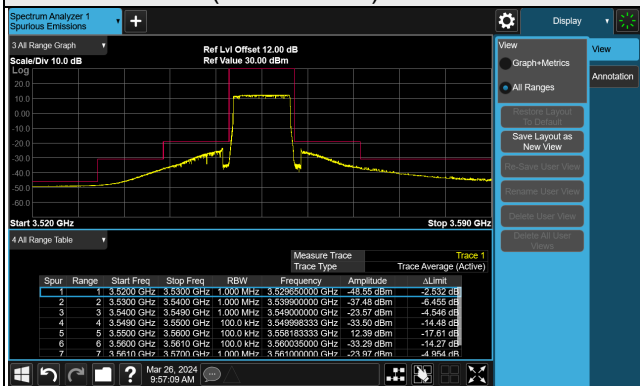 Spectrum Analyzer 1
Spurious Emissions
Display
3 All Range Graph
Ref Lvl Offset 12.00 dB
Scale/Div 10.0 dB
Ref Value 30.00 dBm
Log
20.0
10.0
0.00
-10.0
-20.0
-30.0
-40.0
-50.0
-60.0
Start 3.520 GHz
Stop 3.590 GHz
View
Graph+Metrics
All Ranges
Restore Layout
To Default
Save Layout as
New View
Re-Save User View
Rename User View
Delete User View
Delete All User
Views
View
Annotation
4 All Range Table
Measure Trace Trace 1
Trace Type Trace Average (Active)
Spur Range Start Freq Stop Freq RBW Frequency Amplitude ΔLimit
1 1 3.5200 GHz 3.5300 GHz 1.000 MHz 3.529650000 GHz -48.55 dBm -2.532 dB
2 2 3.5300 GHz 3.5400 GHz 1.000 MHz 3.539900000 GHz -37.48 dBm -6.455 dB
3 3 3.5400 GHz 3.5490 GHz 1.000 MHz 3.549000000 GHz -23.57 dBm -4.546 dB
4 4 3.5490 GHz 3.5500 GHz 100.0 kHz 3.549998333 GHz -33.50 dBm -14.48 dB
5 5 3.5500 GHz 3.5600 GHz 100.0 kHz 3.558183333 GHz 12.39 dBm -17.61 dB
6 6 3.5600 GHz 3.5610 GHz 100.0 kHz 3.560035000 GHz -33.29 dBm -14.27 dB
7 7 3.5610 GHz 3.5700 GHz 1.000 MHz 3.561000000 GHz -23.97 dBm -4.954 dB
Mar 26, 2024
9:57:09 AM